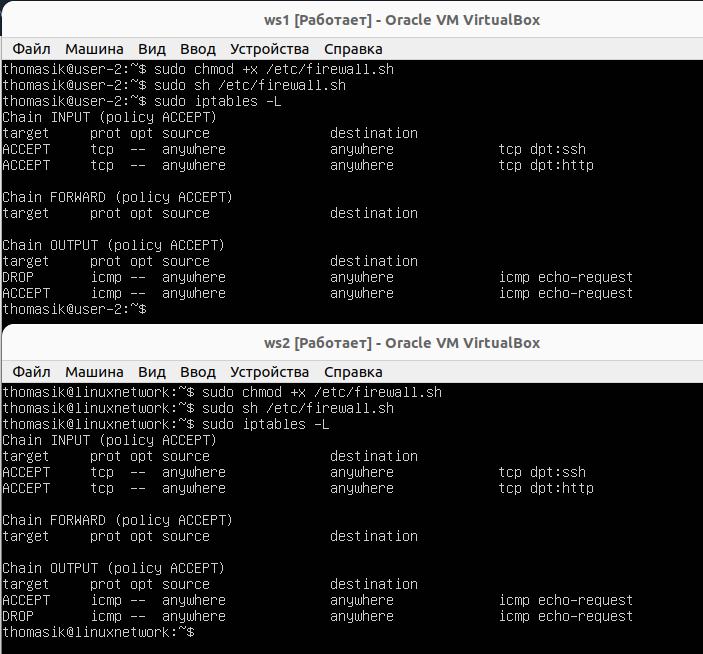 ws1 [Работает] - Oracle VM VirtualBox
Файл Машина Вид Ввод Устройства Справка
thomasik@user-2:~$ sudo chmod +x /etc/firewall.sh
thomasik@user-2:~$ sudo sh /etc/firewall.sh
thomasik@user-2:~$ sudo iptables -L
Chain INPUT (policy ACCEPT)
target     prot opt source               destination
ACCEPT     tcp  --  anywhere             anywhere             tcp dpt:ssh
ACCEPT     tcp  --  anywhere             anywhere             tcp dpt:http
Chain FORWARD (policy ACCEPT)
target     prot opt source               destination
Chain OUTPUT (policy ACCEPT)
target     prot opt source               destination
DROP       icmp --  anywhere             anywhere             icmp echo-request
ACCEPT     icmp --  anywhere             anywhere             icmp echo-request
thomasik@user-2:~$
ws2 [Работает] - Oracle VM VirtualBox
Файл Машина Вид Ввод Устройства Справка
thomasik@linuxnetwork:~$ sudo chmod +x /etc/firewall.sh
thomasik@linuxnetwork:~$ sudo sh /etc/firewall.sh
thomasik@linuxnetwork:~$ sudo iptables -L
Chain INPUT (policy ACCEPT)
target     prot opt source               destination
ACCEPT     tcp  --  anywhere             anywhere             tcp dpt:ssh
ACCEPT     tcp  --  anywhere             anywhere             tcp dpt:http
Chain FORWARD (policy ACCEPT)
target     prot opt source               destination
Chain OUTPUT (policy ACCEPT)
target     prot opt source               destination
ACCEPT     icmp --  anywhere             anywhere             icmp echo-request
DROP       icmp --  anywhere             anywhere             icmp echo-request
thomasik@linuxnetwork:~$